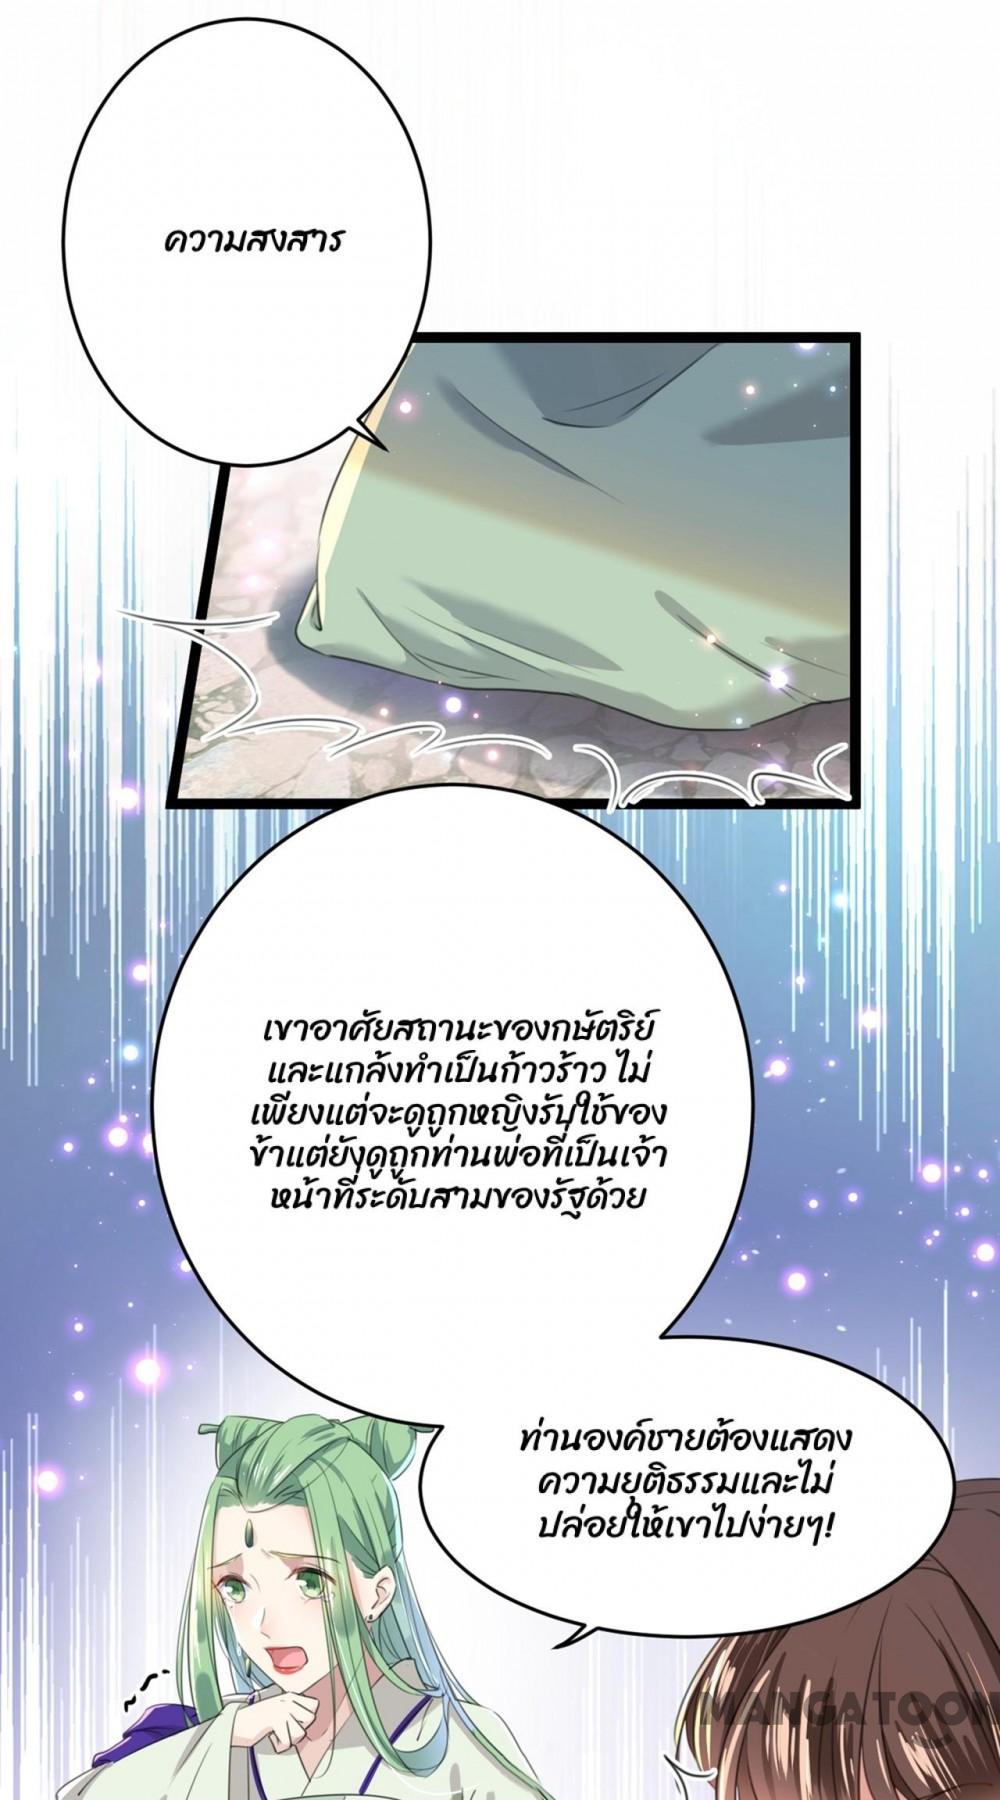 ความสงสาร
เขาอาศัยสถานะของกษัตริย์
และแกล้งทำเป็นก้าวร้าว ไม่
เพียงแต่จะดูถูกหญิงรับใช้ของ
ข้าแต่ยังดูถูกท่านพ่อที่เป็นเจ้า
หน้าที่ระดับสามของรัฐด้วย
ท่านองค์ชายต้องแสดง
ความยุติธรรมและไม่
ปล่อยให้เขาไปง่ายๆ!
MANGATOON